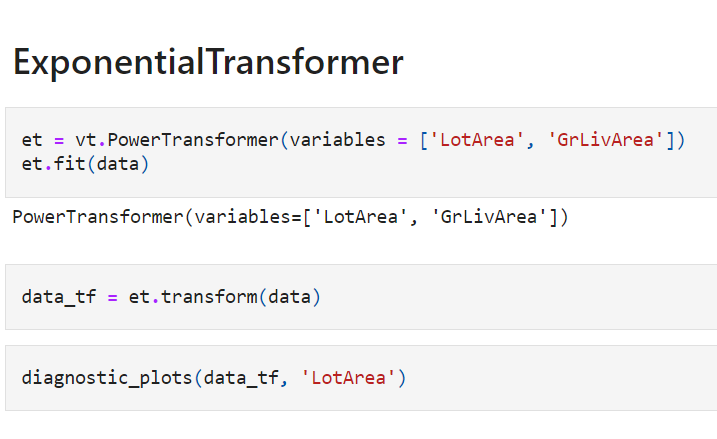 ExponentialTransformer
et = vt.PowerTransformer(variables = ['LotArea', 'GrLivArea'])
et.fit(data)
PowerTransformer(variables=['LotArea', 'GrLivArea'])
data_tf = et.transform(data)
diagnostic_plots(data_tf, 'LotArea')